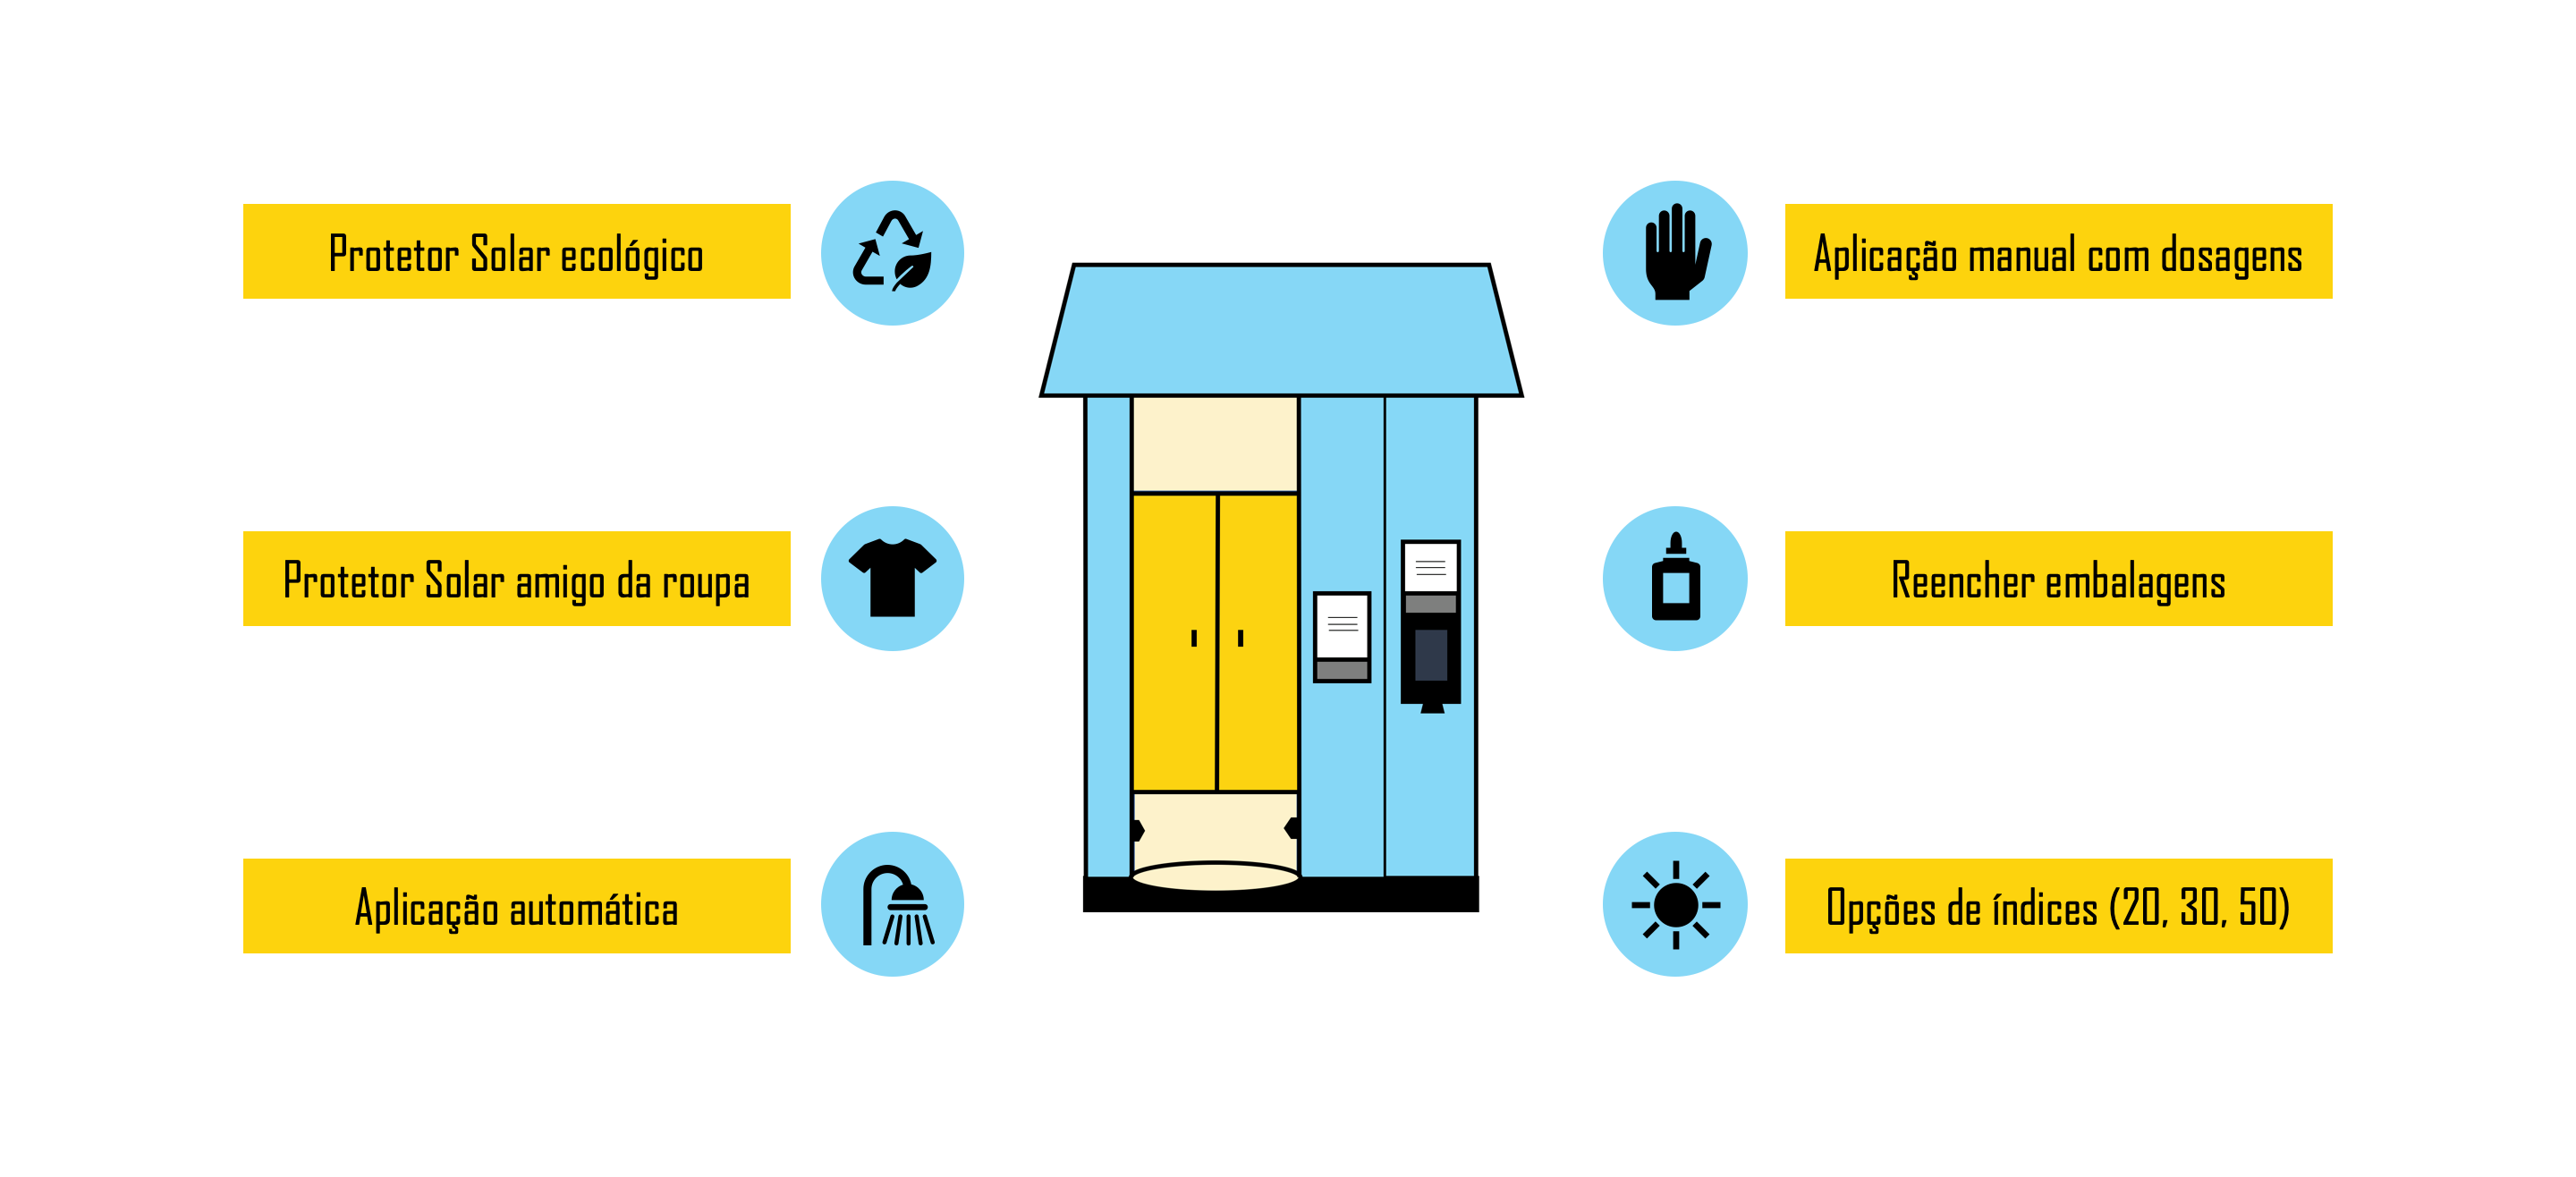 Protetor Solar ecológico
Aplicação manual com dosagens
Protetor Solar amigo da roupa
Reencher embalagens
Aplicação automática
Opções de índices (20, 30, 50)